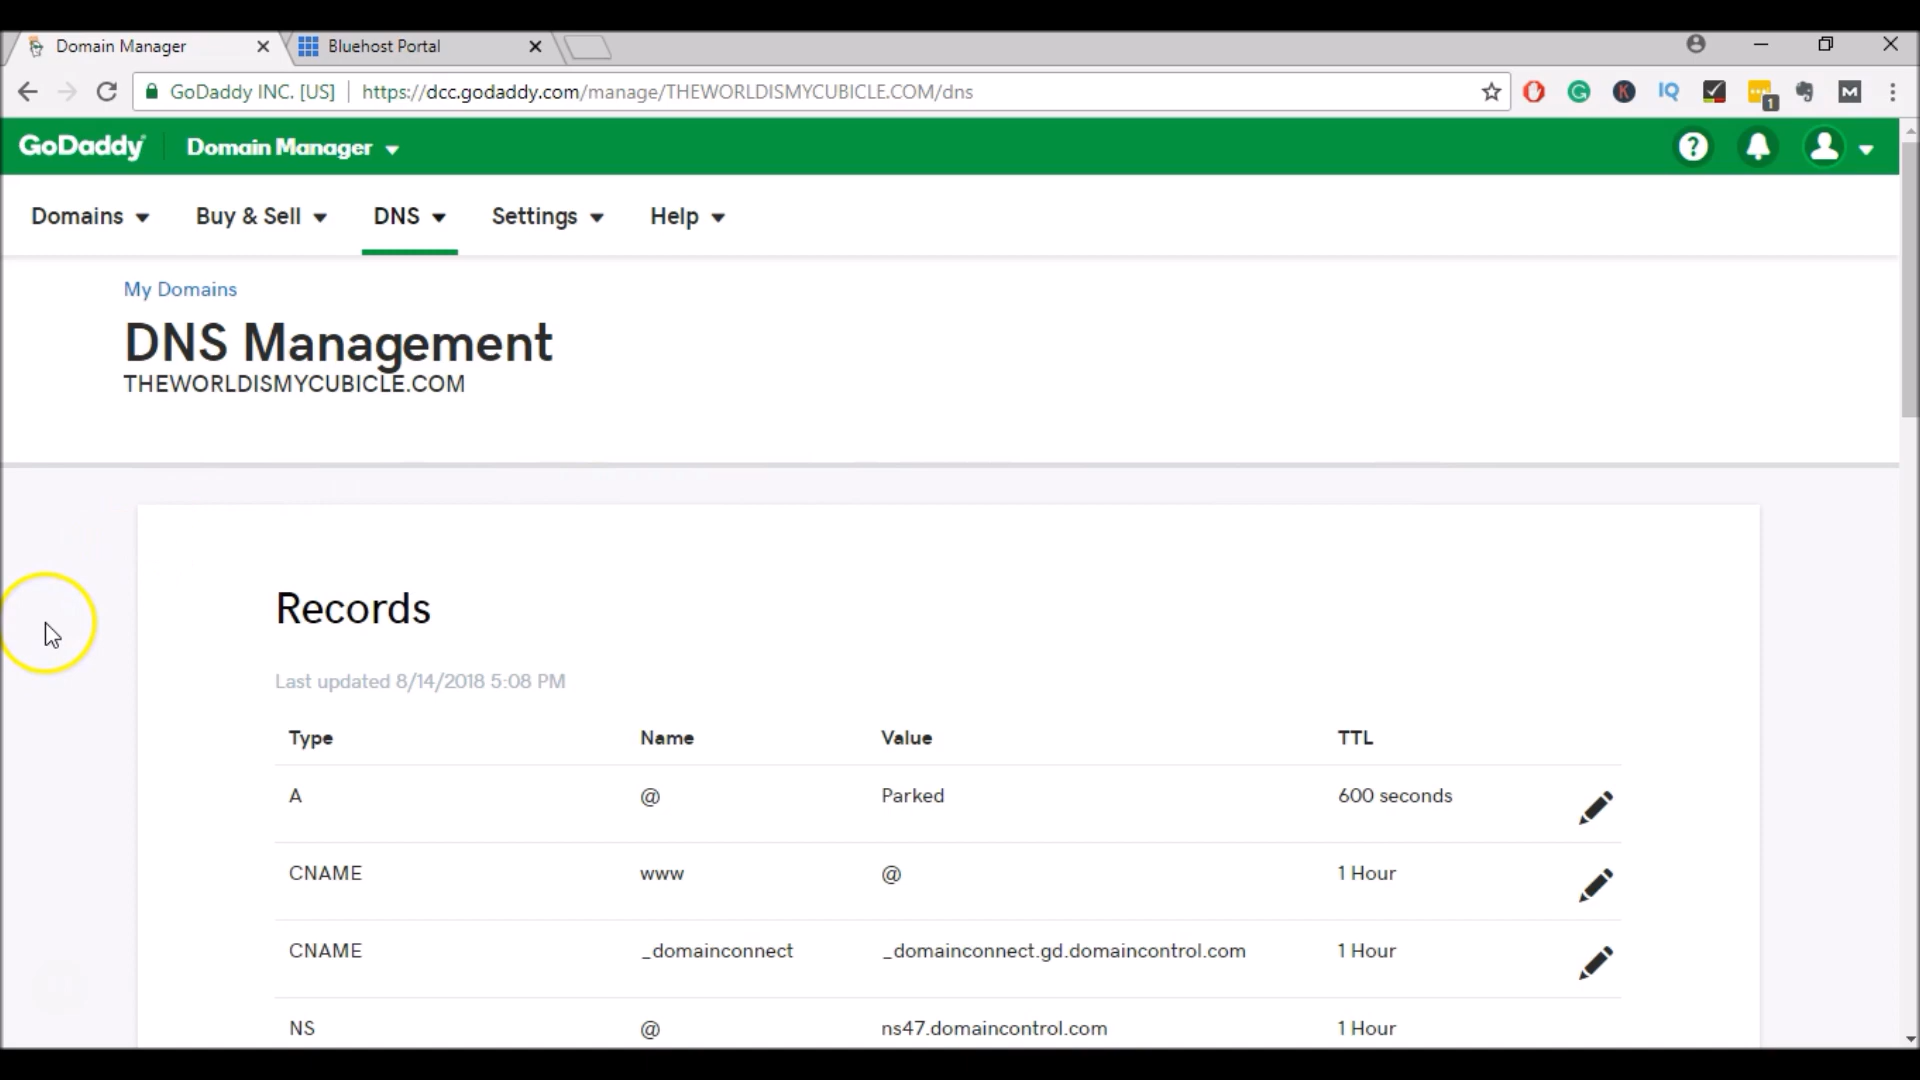 Domain Manager
Bluehost Portal
GoDaddy INC. [US] | https://dcc.godaddy.com/manage/THEWORLDISMYCUBICLE.COM/dns
IQ
1
GoDaddy Domain Manager
Domains Buy & Sell DNS Settings Help
My Domains
DNS Management
THEWORLDISMYCUBICLE.COM
Records
Last updated 8/14/2018 5:08 PM
Type Name Value TTL
A @ Parked 600 seconds
CNAME www @ 1 Hour
CNAME _domainconnect _domainconnect.gd.domaincontrol.com 1 Hour
NS @ ns47.domaincontrol.com 1 Hour